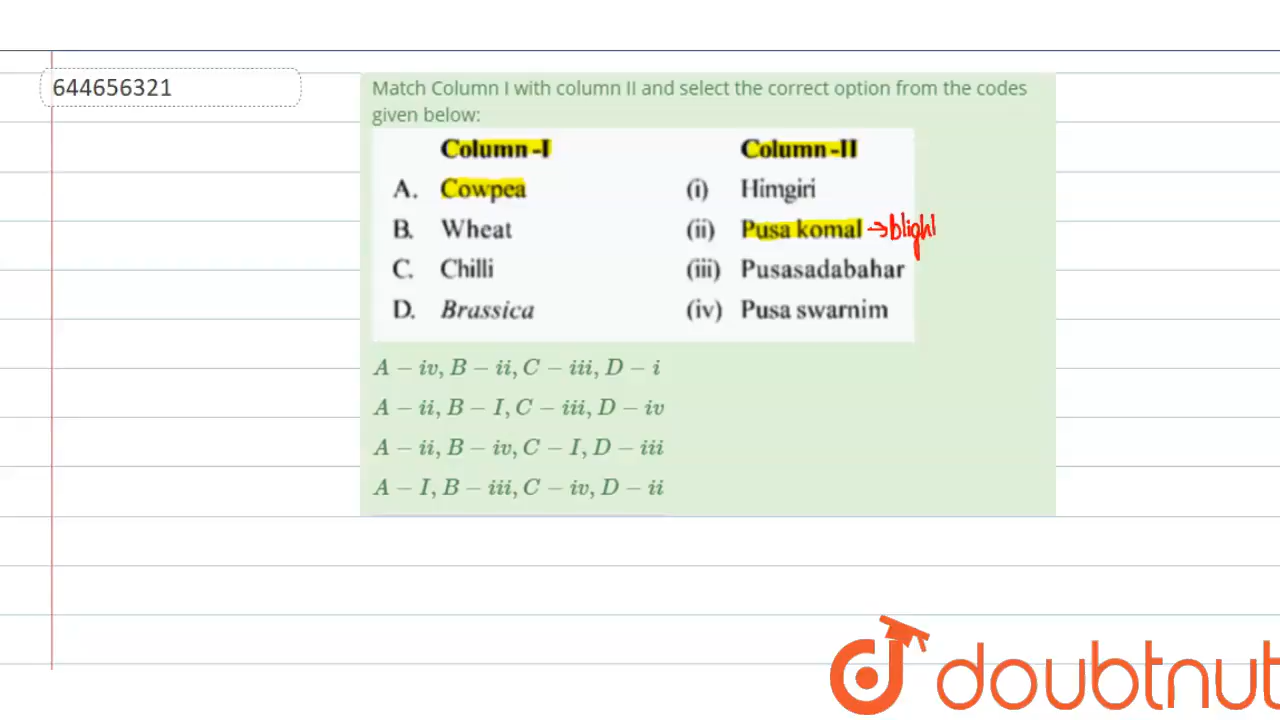 644656321
Match Column I with column II and select the correct option from the codes
given below:
Column -I Column -II
A. Cowpea (i) Himgiri
B. Wheat (ii) Pusa komal →blight
C. Chilli (iii) Pusasadabahar
D. Brassica (iv) Pusa swarnim
A – iv, B – ii, C – iii, D – i
A – ii, B – I, C – iii, D – iv
A – ii, B – iv, C – I, D – iii
A – I, B – iii, C – iv, D – ii
doubtnut